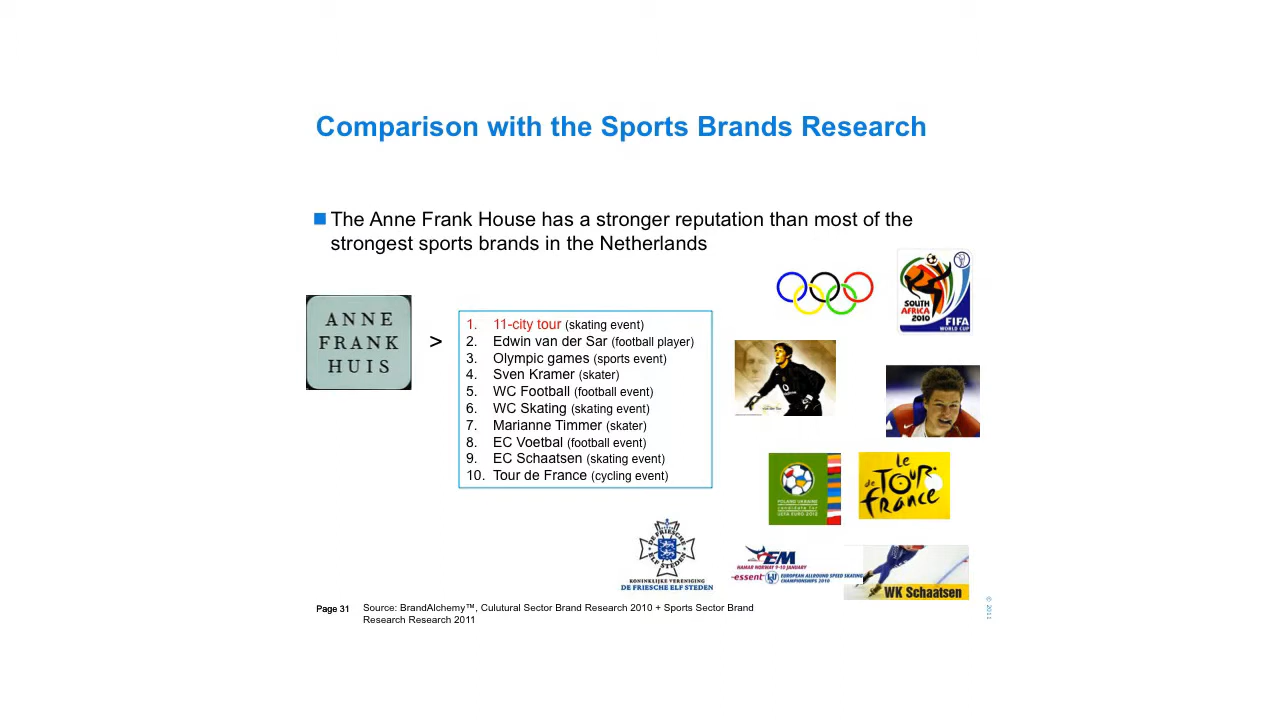 Comparison with the Sports Brands Research
The Anne Frank House has a stronger reputation than most of the
strongest sports brands in the Netherlands
ANNE
FRANK
HUIS
>
1. 11-city tour (skating event)
2. Edwin van der Sar (football player)
3. Olympic games (sports event)
4. Sven Kramer (skater)
5. WC Football (football event)
6. WC Skating (skating event)
7. Marianne Timmer (skater)
8. EC Voetbal (football event)
9. EC Schaatsen (skating event)
10. Tour de France (cycling event)
SOUTH
AFRICA
2010
FIFA
WORLD CUP
POLAND UKRAINE
candidate for
UEFA EURO 2012
Le
TOUR
de
france
DE FRIESCHE
ELF STEDEN
KONINKLIJKE VERENIGING
DE FRIESCHE ELF STEDEN
EM
HAMAR NORWAY 9-10 JANUARY
essent
EUROPEAN ALLROUND SPEED SKATING
CHAMPIONSHIPS 2010
WK Schaatsen
Page 31
Source: BrandAlchemy™, Culutural Sector Brand Research 2010 + Sports Sector Brand
Research Research 2011